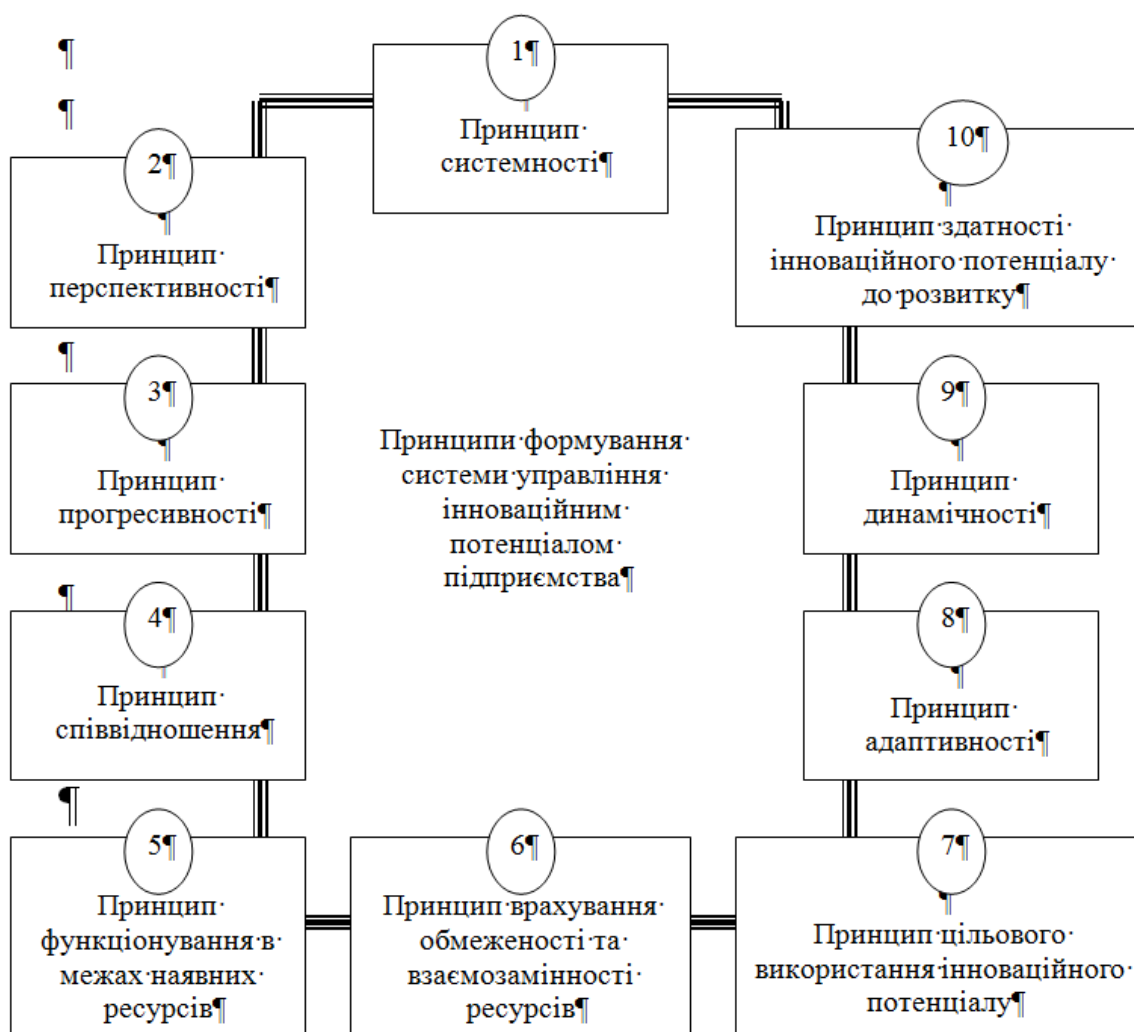 1¶
Принцип·
системності¶
2¶
Принцип·
перспективності¶
3¶
Принцип·
прогресивності¶
4¶
Принцип·
співвідношення¶
5¶
Принцип·
функціонування·в·
межах·наявних·
ресурсів¶
6¶
Принцип·врахування·
обмеженості·та·
взаємозамінності·
ресурсів¶
7¶
Принцип·цільового·
використання·інноваційного·
потенціалу¶
8¶
Принцип·
адаптивності¶
9¶
Принцип·
динамічності¶
10¶
Принцип·здатності·
інноваційного·потенціалу·
до·розвитку¶
Принципи·формування·
системи·управління·
інноваційним·
потенціалом·
підприємства¶